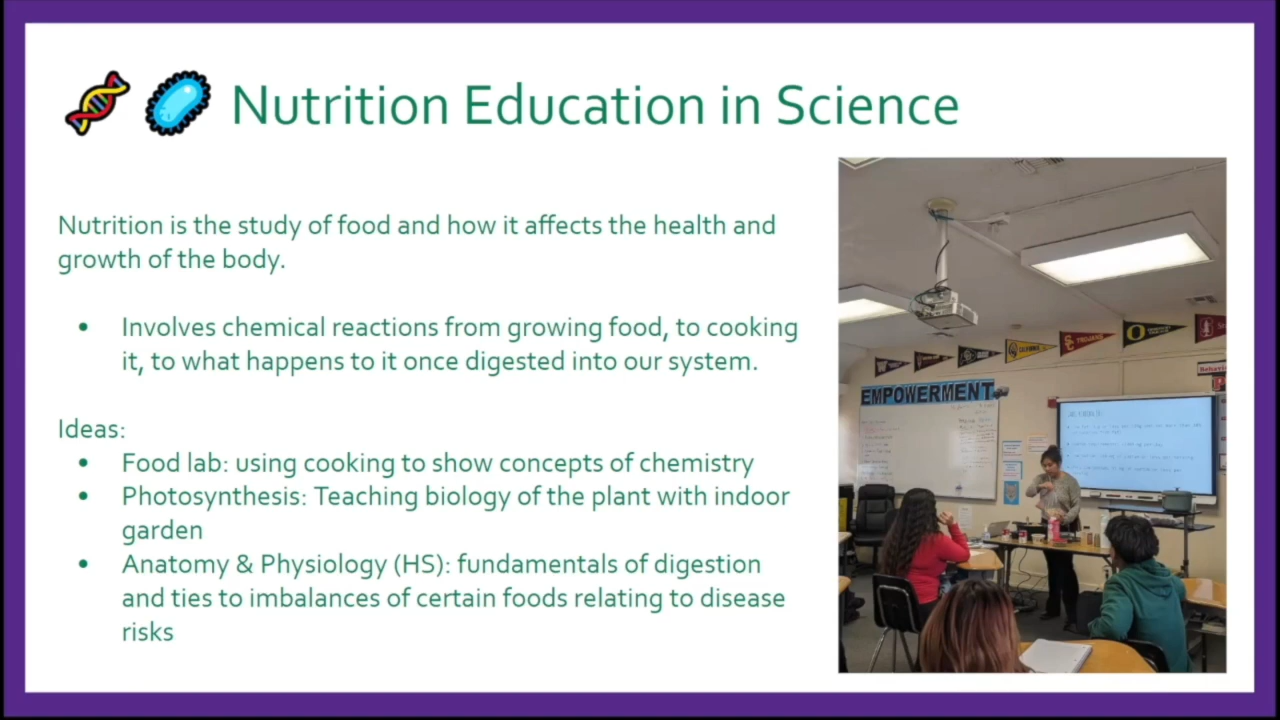 Nutrition Education in Science
Nutrition is the study of food and how it affects the health and
growth of the body.
• Involves chemical reactions from growing food, to cooking
it, to what happens to it once digested into our system.
Ideas:
• Food lab: using cooking to show concepts of chemistry
• Photosynthesis: Teaching biology of the plant with indoor
garden
• Anatomy & Physiology (HS): fundamentals of digestion
and ties to imbalances of certain foods relating to disease
risks
TROJANS
O
EMPOWERMENT